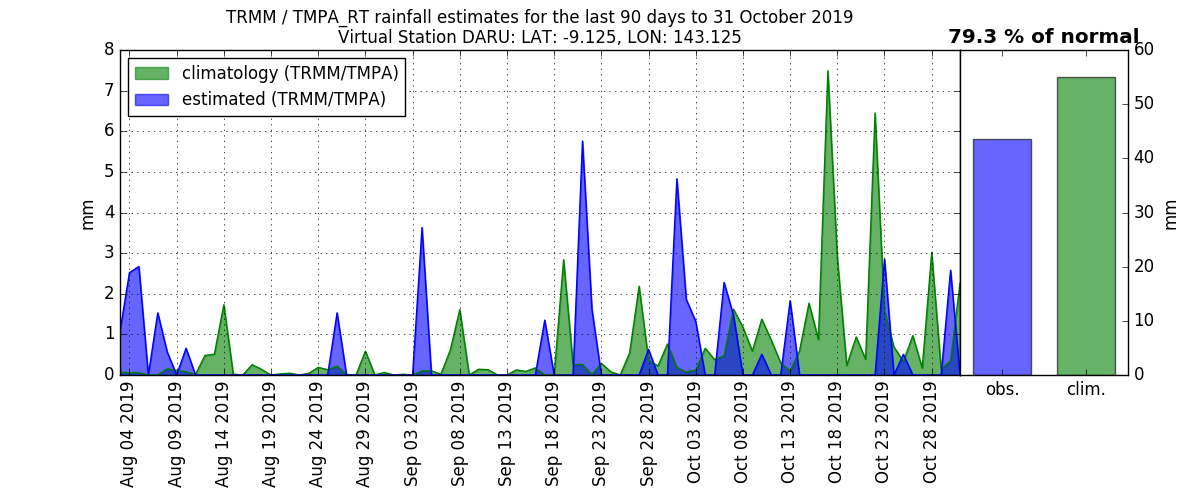 TRMM / TMPA_RT rainfall estimates for the last 90 days to 31 October 2019
Virtual Station DARU: LAT: -9.125, LON: 143.125
79.3 % of normal
climatology (TRMM/TMPA)
estimated (TRMM/TMPA)
8
7
6
5
4
3
2
1
0
mm
60
50
40
30
20
10
0
mm
Aug 04 2019
Aug 09 2019
Aug 14 2019
Aug 19 2019
Aug 24 2019
Aug 29 2019
Sep 03 2019
Sep 08 2019
Sep 13 2019
Sep 18 2019
Sep 23 2019
Sep 28 2019
Oct 03 2019
Oct 08 2019
Oct 13 2019
Oct 18 2019
Oct 23 2019
Oct 28 2019
obs.
clim.